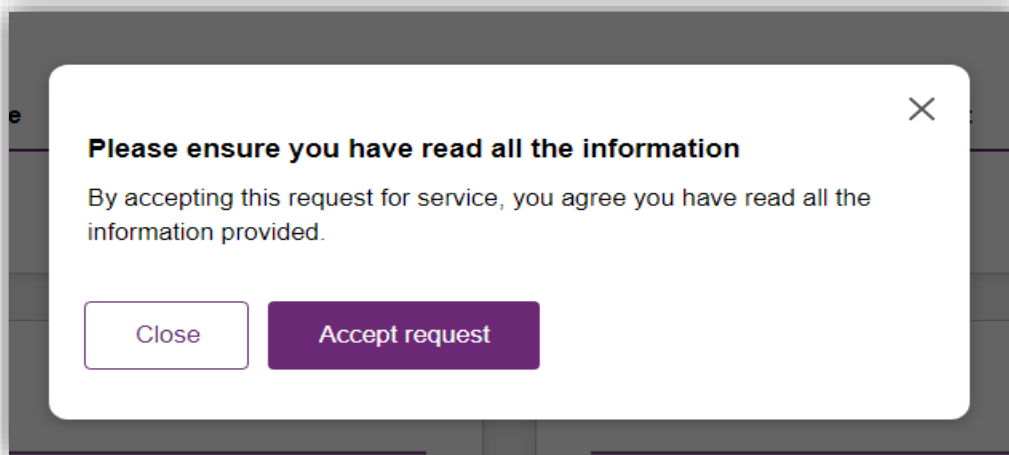 e
Please ensure you have read all the information
By accepting this request for service, you agree you have read all the
information provided.
Close
Accept request